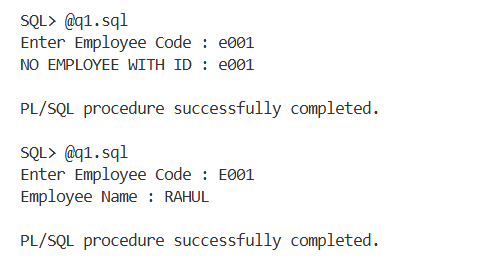 SQL> @q1.sql
Enter Employee Code : e001
NO EMPLOYEE WITH ID : e001
PL/SQL procedure successfully completed.
SQL> @q1.sql
Enter Employee Code : E001
Employee Name : RAHUL
PL/SQL procedure successfully completed.